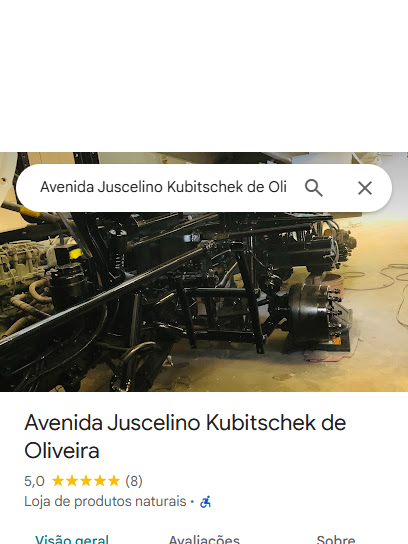 Avenida Juscelino Kubitschek de Oli
Avenida Juscelino Kubitschek de
Oliveira
5,0 ★★★★★ (8)
Loja de produtos naturais ·
Visão geral Avaliações Sobre